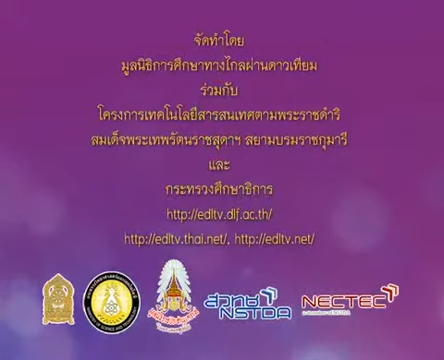 จัดทำโดย
มูลนิธิการศึกษาทางไกลผ่านดาวเทียม
ร่วมกับ
โครงการเทคโนโลยีสารสนเทศตามพระราชดำริ
สมเด็จพระเทพรัตนราชสุดาฯ สยามบรมราชกุมารี
และ
กระทรวงศึกษาธิการ
http://edltv.dlf.ac.th/
http://edltv.thai.net/, http://edltv.net/
สวทช NECTEC
NSTDA